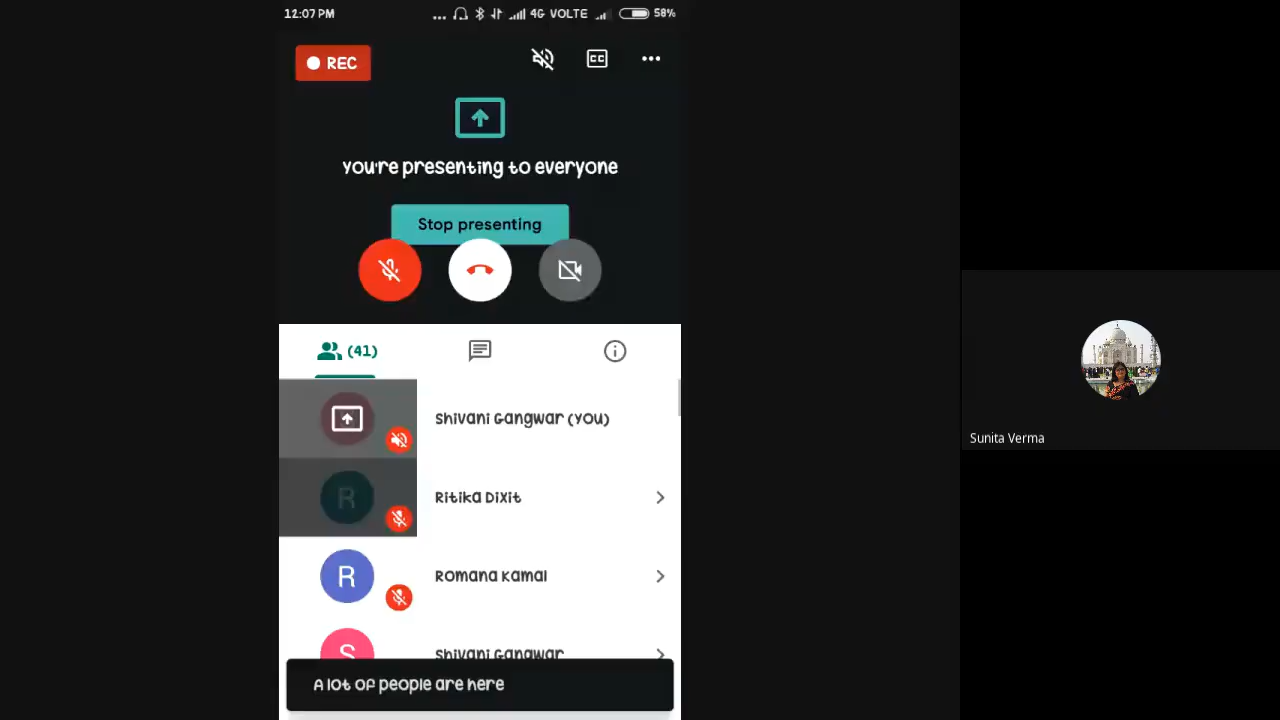 12:07 PM
... 4G VOLTE 58%
REC
CC
You're presenting to everyone
Stop presenting
(41)
Shivani Gangwar (You)
R
Ritika Dixit
R
Romana Kamal
S
Shivani Gangwar
A lot of people are here
Sunita Verma